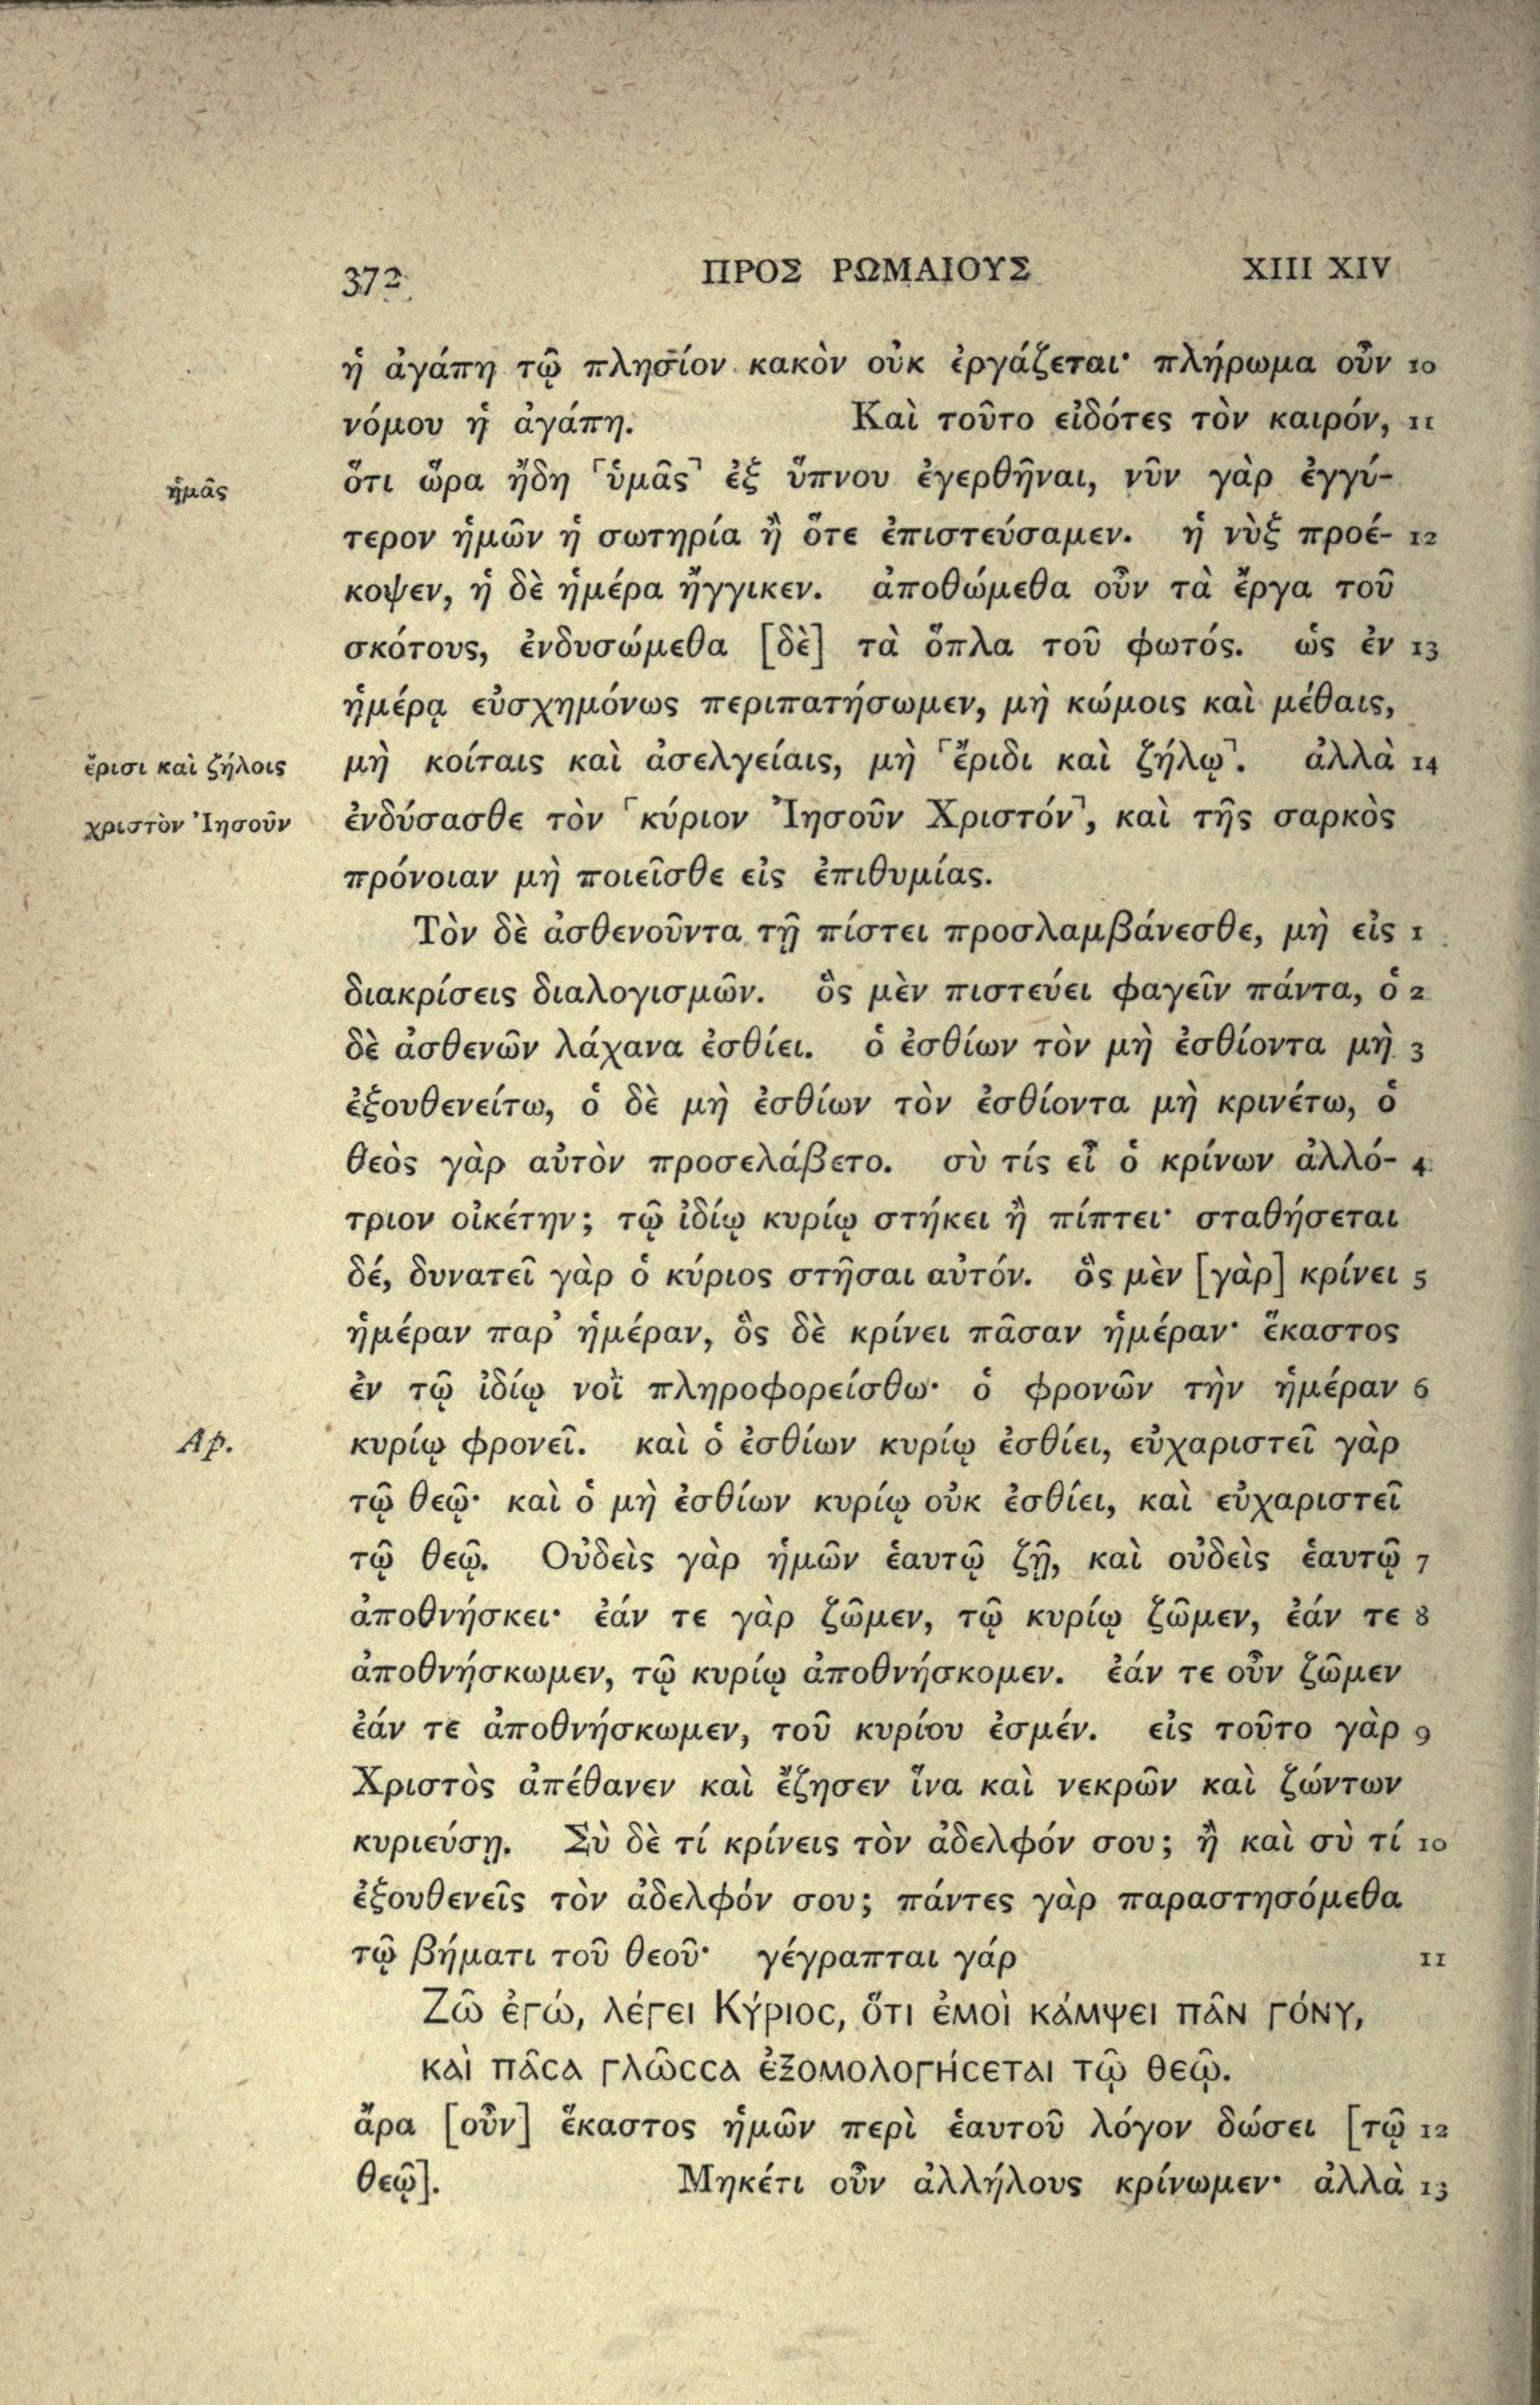 372 ΠΡΟΣ ΡΩΜΑΙΟΥΣ XIII XIV
ἡ ἀγάπη τῷ πλησίον κακὸν οὐκ ἐργάζεται· πλήρωμα οὖν 10
νόμου ἡ ἀγάπη. Καὶ τοῦτο εἰδότες τὸν καιρόν, 11
ἡμᾶς ὅτι ὥρα ἤδη ⌜ὑμᾶς⌝ ἐξ ὕπνου ἐγερθῆναι, νῦν γὰρ ἐγγύ-
τερον ἡμῶν ἡ σωτηρία ἢ ὅτε ἐπιστεύσαμεν. ἡ νὺξ προέ- 12
κοψεν, ἡ δὲ ἡμέρα ἤγγικεν. ἀποθώμεθα οὖν τὰ ἔργα τοῦ
σκότους, ἐνδυσώμεθα [δὲ] τὰ ὅπλα τοῦ φωτός. ὡς ἐν 13
ἡμέρᾳ εὐσχημόνως περιπατήσωμεν, μὴ κώμοις καὶ μέθαις,
ἔρισι καὶ ζήλοις μὴ κοίταις καὶ ἀσελγείαις, μὴ ⌜ἔριδι καὶ ζήλῳ⌝. ἀλλὰ 14
χριστὸν Ἰησοῦν ἐνδύσασθε τὸν ⌜κύριον Ἰησοῦν Χριστόν⌝, καὶ τῆς σαρκὸς
πρόνοιαν μὴ ποιεῖσθε εἰς ἐπιθυμίας.
Τὸν δὲ ἀσθενοῦντα τῇ πίστει προσλαμβάνεσθε, μὴ εἰς 1
διακρίσεις διαλογισμῶν. ὃς μὲν πιστεύει φαγεῖν πάντα, ὁ 2
δὲ ἀσθενῶν λάχανα ἐσθίει. ὁ ἐσθίων τὸν μὴ ἐσθίοντα μὴ 3
ἐξουθενείτω, ὁ δὲ μὴ ἐσθίων τὸν ἐσθίοντα μὴ κρινέτω, ὁ
θεὸς γὰρ αὐτὸν προσελάβετο. σὺ τίς εἶ ὁ κρίνων ἀλλό- 4
τριον οἰκέτην; τῷ ἰδίῳ κυρίῳ στήκει ἢ πίπτει· σταθήσεται
δέ, δυνατεῖ γὰρ ὁ κύριος στῆσαι αὐτόν. ὃς μὲν [γὰρ] κρίνει 5
ἡμέραν παρ᾽ ἡμέραν, ὃς δὲ κρίνει πᾶσαν ἡμέραν· ἕκαστος
ἐν τῷ ἰδίῳ νοῒ πληροφορείσθω· ὁ φρονῶν τὴν ἡμέραν 6
Ap. κυρίῳ φρονεῖ. καὶ ὁ ἐσθίων κυρίῳ ἐσθίει, εὐχαριστεῖ γὰρ
τῷ θεῷ· καὶ ὁ μὴ ἐσθίων κυρίῳ οὐκ ἐσθίει, καὶ εὐχαριστεῖ
τῷ θεῷ. Οὐδεὶς γὰρ ἡμῶν ἑαυτῷ ζῇ, καὶ οὐδεὶς ἑαυτῷ 7
ἀποθνήσκει· ἐάν τε γὰρ ζῶμεν, τῷ κυρίῳ ζῶμεν, ἐάν τε 8
ἀποθνήσκωμεν, τῷ κυρίῳ ἀποθνήσκομεν. ἐάν τε οὖν ζῶμεν
ἐάν τε ἀποθνήσκωμεν, τοῦ κυρίου ἐσμέν. εἰς τοῦτο γὰρ 9
Χριστὸς ἀπέθανεν καὶ ἔζησεν ἵνα καὶ νεκρῶν καὶ ζώντων
κυριεύσῃ. Σὺ δὲ τί κρίνεις τὸν ἀδελφόν σου; ἢ καὶ σὺ τί 10
ἐξουθενεῖς τὸν ἀδελφόν σου; πάντες γὰρ παραστησόμεθα
τῷ βήματι τοῦ θεοῦ· γέγραπται γάρ 11
Ζῶ ἐγώ, λέγει Κύριος, ὅτι ἐμοὶ κάμψει πᾶν γόνυ,
καὶ πᾶσα γλῶσσα ἐξομολογήσεται τῷ θεῷ.
ἄρα [οὖν] ἕκαστος ἡμῶν περὶ ἑαυτοῦ λόγον δώσει [τῷ 12
θεῷ]. Μηκέτι οὖν ἀλλήλους κρίνωμεν· ἀλλὰ 13